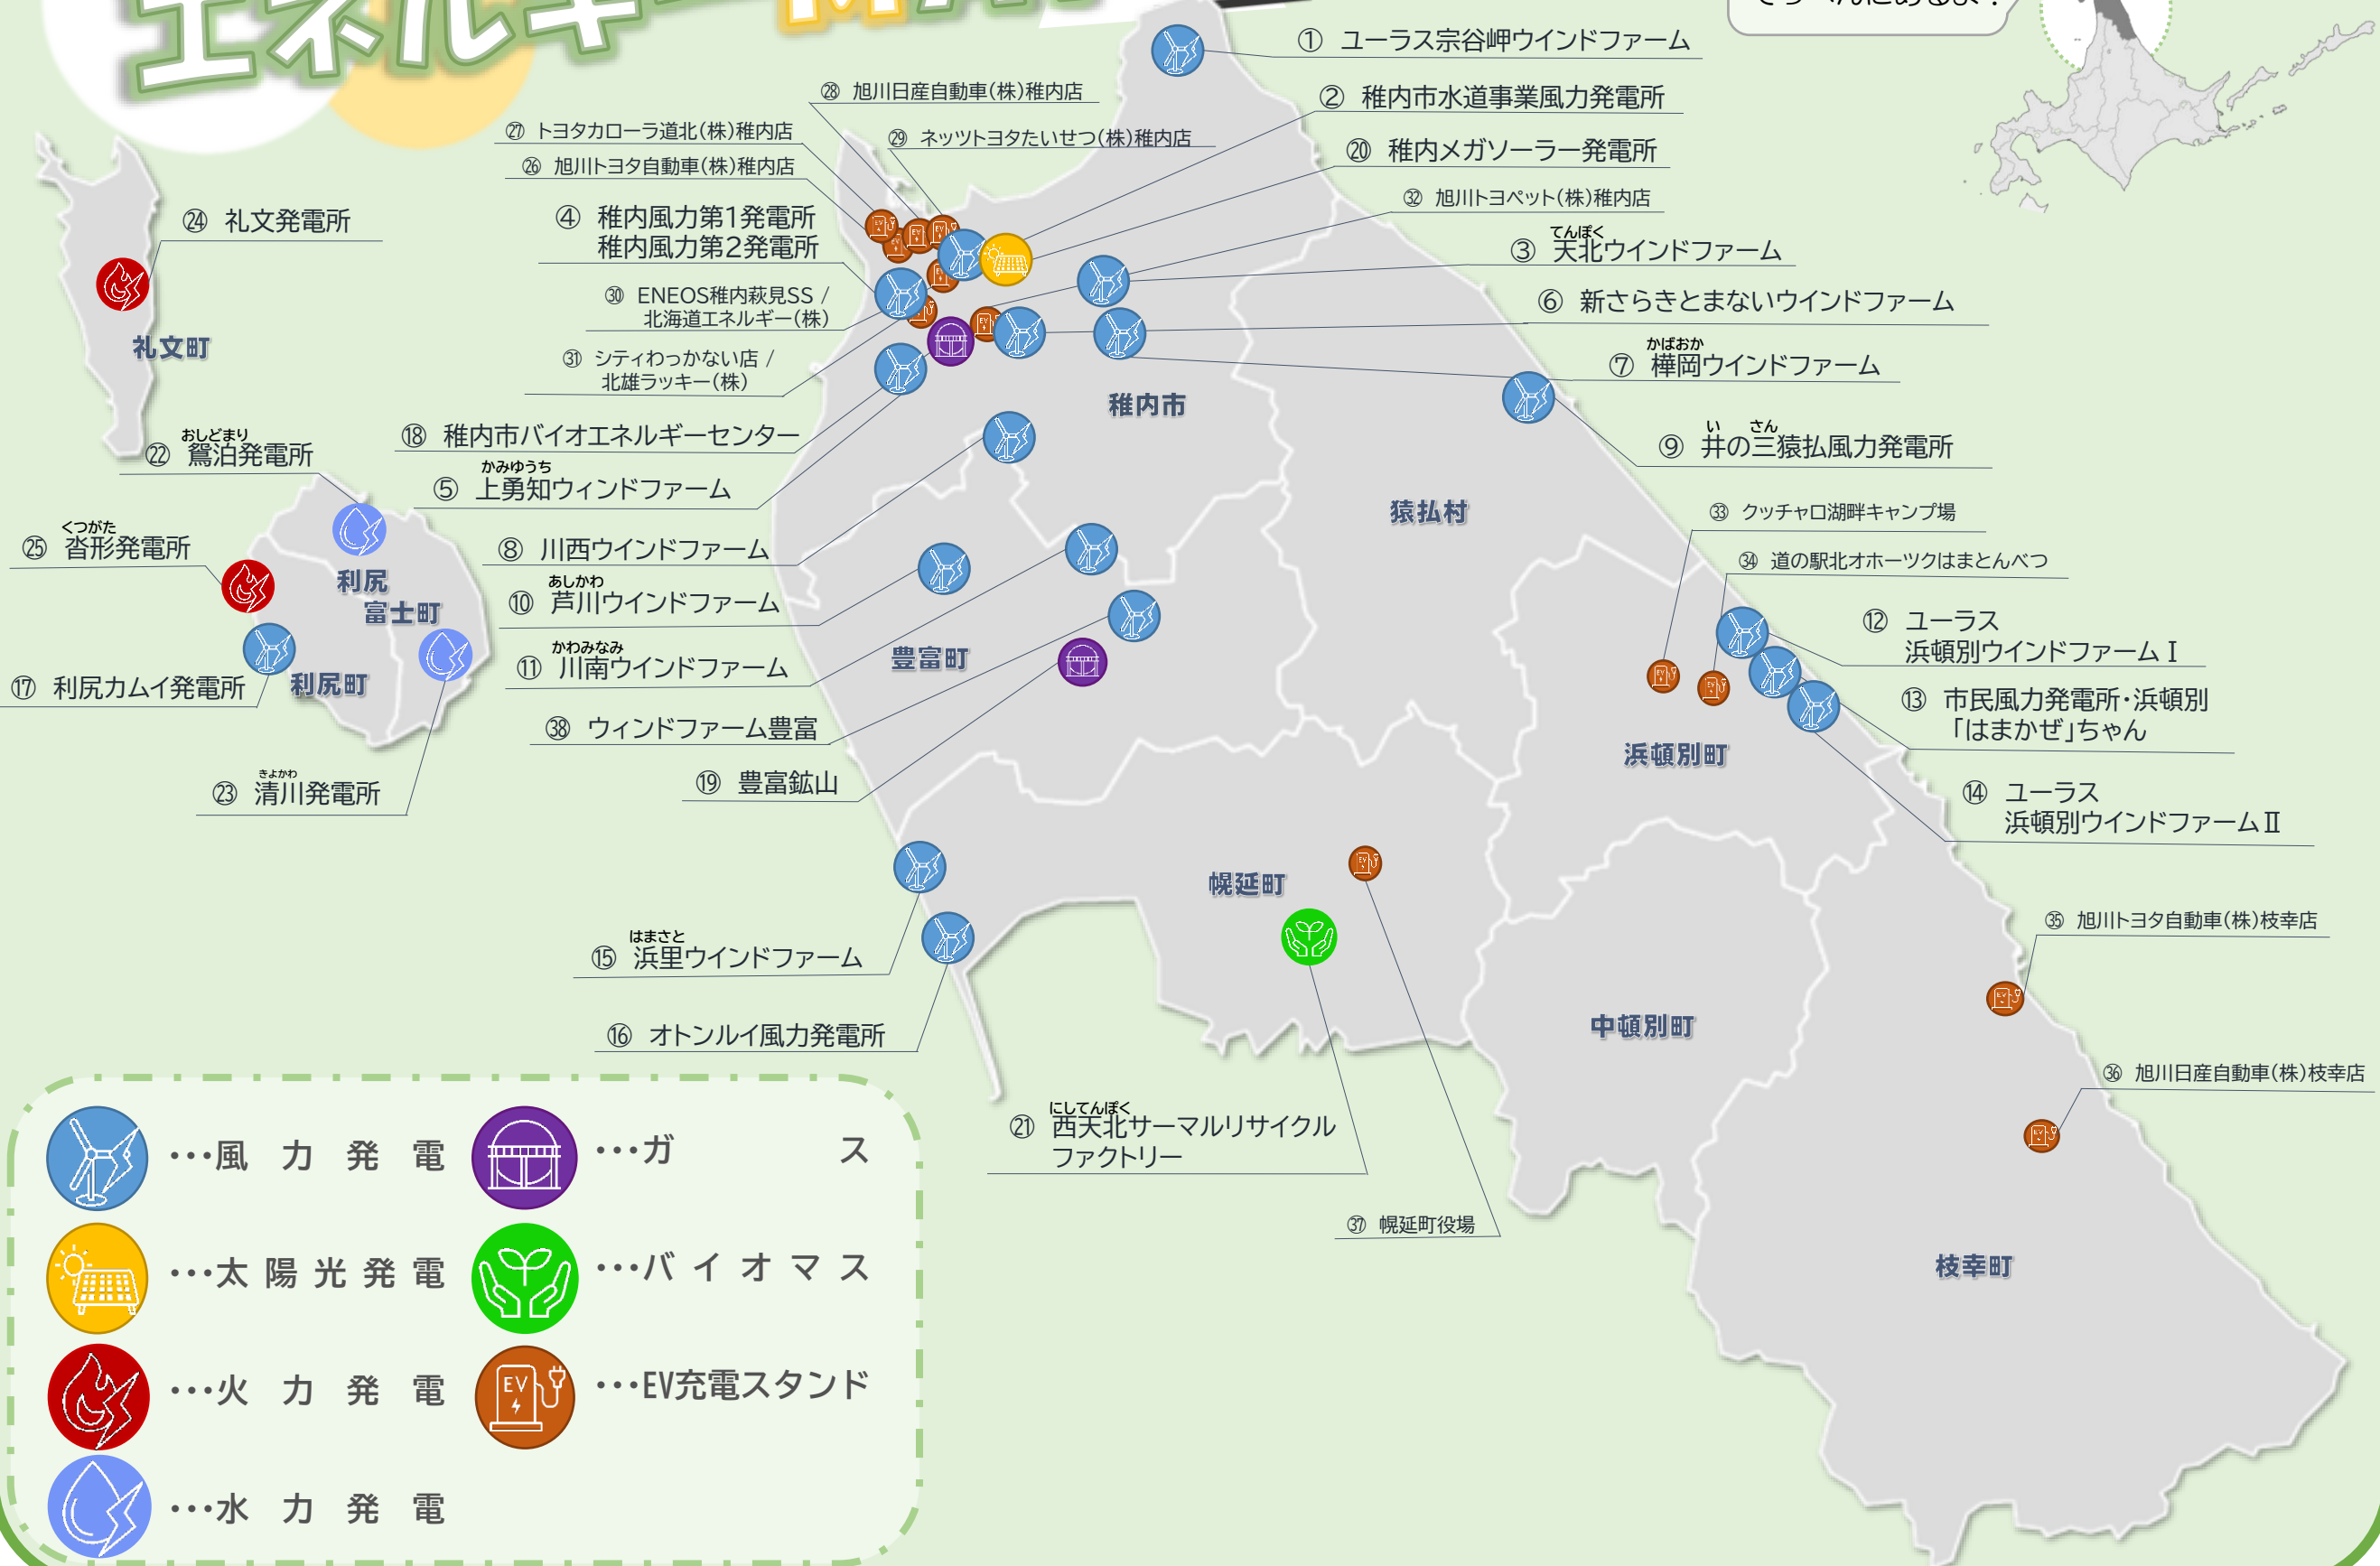 エネルギーMA
① ユーラス宗谷岬ウインドファーム
㉘ 旭川日産自動車(株)稚内店
② 稚内市水道事業風力発電所
㉗ トヨタカローラ道北(株)稚内店
㉙ ネッツトヨタたいせつ(株)稚内店
⑳ 稚内メガソーラー発電所
㉖ 旭川トヨタ自動車(株)稚内店
㉜ 旭川トヨペット(株)稚内店
㉔ 礼文発電所
④ 稚内風力第1発電所
稚内風力第2発電所
てんぽく
③ 天北ウインドファーム
㉚ ENEOS稚内萩見SS /
北海道エネルギー(株)
⑥ 新さらきとまないウインドファーム
礼文町
㉛ シティわっかない店 /
北雄ラッキー(株)
かばおか
⑦ 樺岡ウインドファーム
稚内市
⑱ 稚内市バイオエネルギーセンター
い さん
⑨ 井の三猿払風力発電所
おしどまり
㉒ 鴛泊発電所
かみゆうち
⑤ 上勇知ウィンドファーム
猿払村
㉝ クッチャロ湖畔キャンプ場
くつがた
㉕ 沓形発電所
⑧ 川西ウインドファーム
㉞ 道の駅北オホーツクはまとんべつ
利尻
富士町
あしかわ
⑩ 芦川ウインドファーム
⑫ ユーラス
浜頓別ウインドファームⅠ
かわみなみ
⑪ 川南ウインドファーム
豊富町
⑰ 利尻カムイ発電所
利尻町
⑬ 市民風力発電所・浜頓別
「はまかぜ」ちゃん
㊳ ウィンドファーム豊富
浜頓別町
⑲ 豊富鉱山
きよかわ
㉓ 清川発電所
⑭ ユーラス
浜頓別ウインドファームⅡ
幌延町
㉟ 旭川トヨタ自動車(株)枝幸店
はまさと
⑮ 浜里ウインドファーム
⑯ オトンルイ風力発電所
中頓別町
㊱ 旭川日産自動車(株)枝幸店
にしてんぽく
㉑ 西天北サーマルリサイクル
ファクトリー
㊲ 幌延町役場
枝幸町
…風力発電
…ガス
…太陽光発電
…バイオマス
…火力発電
EV
…EV充電スタンド
…水力発電